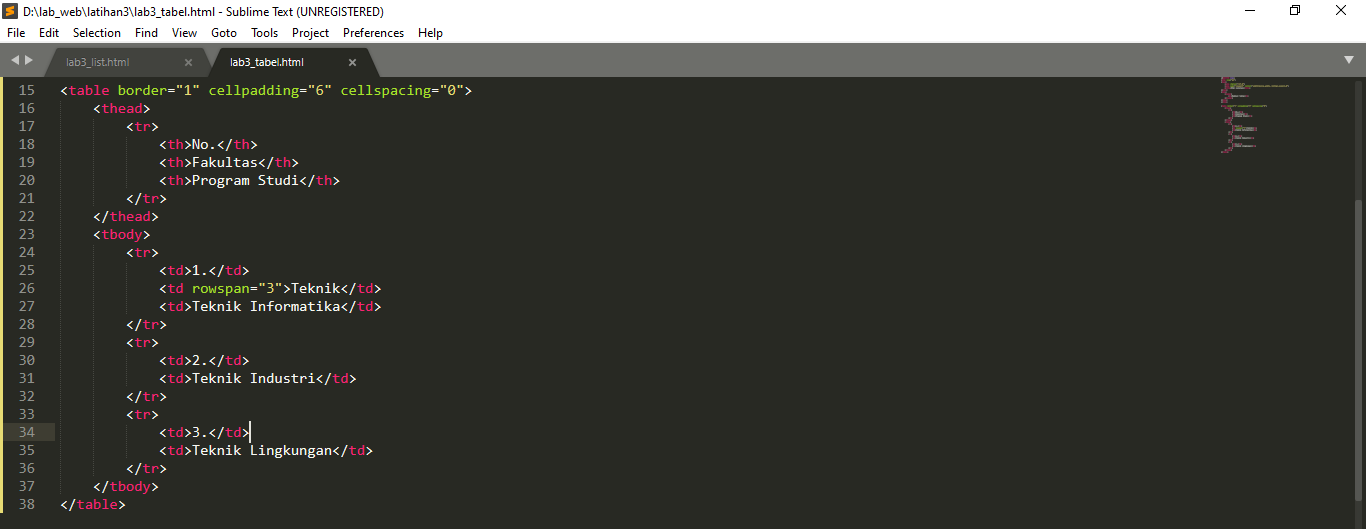 D:\lab_web\latihan3\lab3_tabel.html - Sublime Text (UNREGISTERED)
File Edit Selection Find View Goto Tools Project Preferences Help
lab3_list.html × lab3_tabel.html ×
15 <table border="1" cellpadding="6" cellspacing="0">
16     <thead>
17         <tr>
18             <th>No.</th>
19             <th>Fakultas</th>
20             <th>Program Studi</th>
21         </tr>
22     </thead>
23     <tbody>
24         <tr>
25             <td>1.</td>
26             <td rowspan="3">Teknik</td>
27             <td>Teknik Informatika</td>
28         </tr>
29         <tr>
30             <td>2.</td>
31             <td>Teknik Industri</td>
32         </tr>
33         <tr>
34             <td>3.</td>
35             <td>Teknik Lingkungan</td>
36         </tr>
37     </tbody>
38 </table>